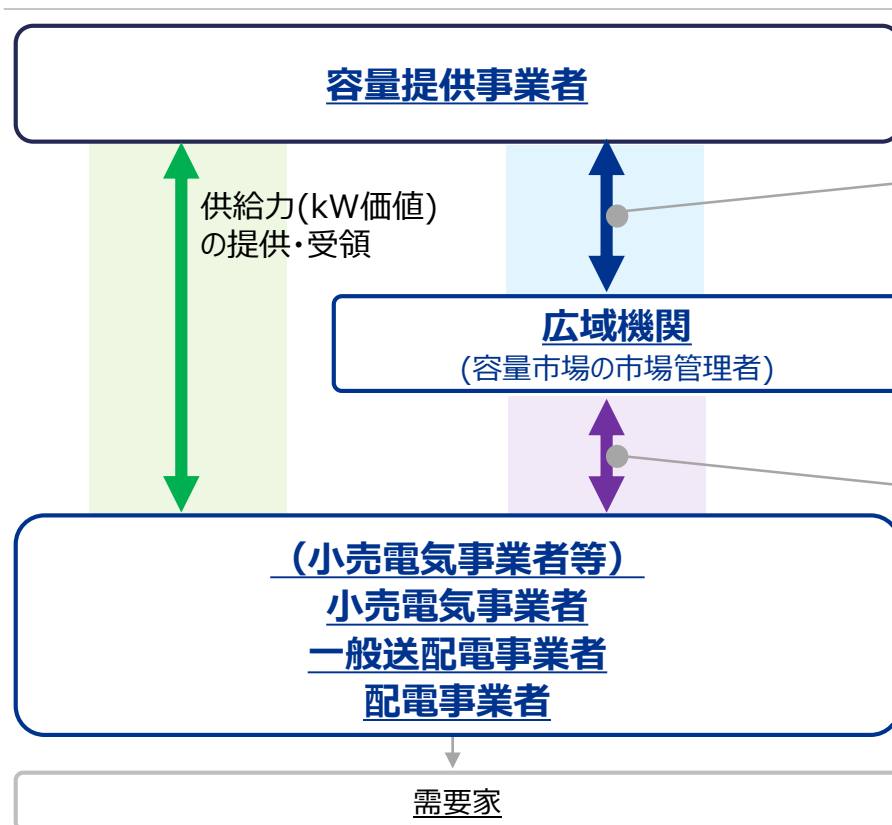 容量提供事業者
供給力(kW価値)
の提供・受領
広域機関
(容量市場の市場管理者)
（小売電気事業者等）
小売電気事業者
一般送配電事業者
配電事業者
需要家